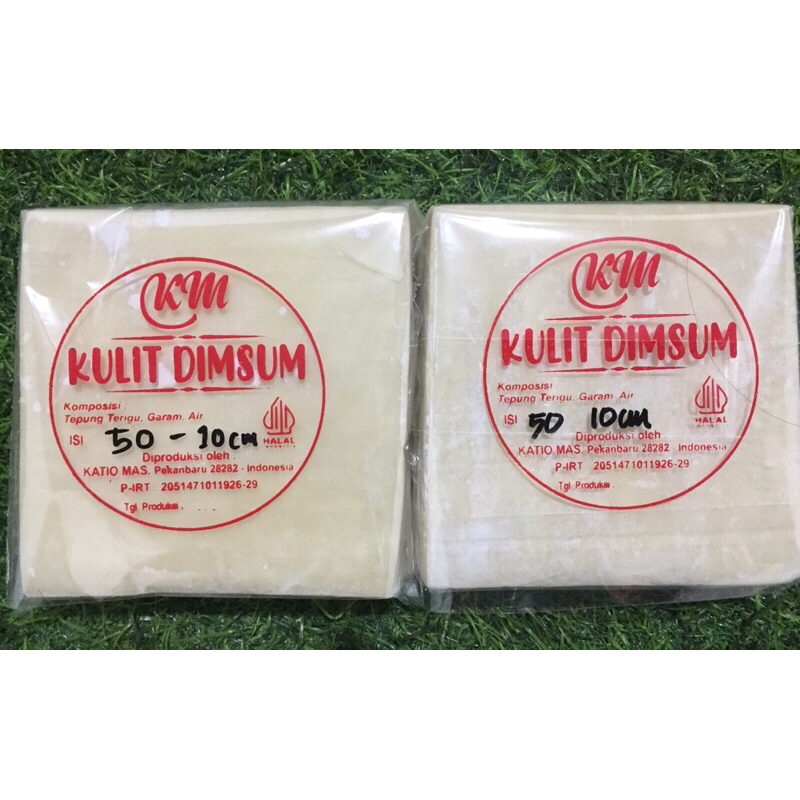 KM
KULIT DIMSUM
Komposisi :
Tepung Terigu, Garam, Air
ISI 50 - 10cm
HALAL
Diproduksi oleh :
KATIO MAS. Pekanbaru 28282 - Indonesia
P-IRT : 2051471011926-29
Tgl Produksi :
KM
KULIT DIMSUM
Komposisi
Tepung Terigu, Garam, Air
ISI 50 10cm
HALAL
Diproduksi oleh
KATIO MAS. Pekanbaru 28282 - Indonesia
P-IRT : 2051471011926-29
Tgl Produksi :